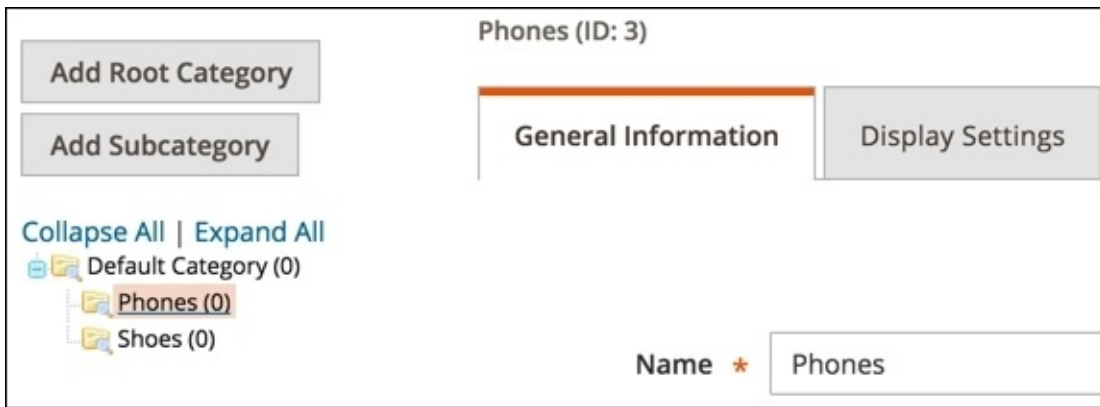 Phones (ID: 3)
Add Root Category
Add Subcategory
General Information
Display Settings
Collapse All | Expand All
Default Category (0)
Phones (0)
Shoes (0)
Name * Phones